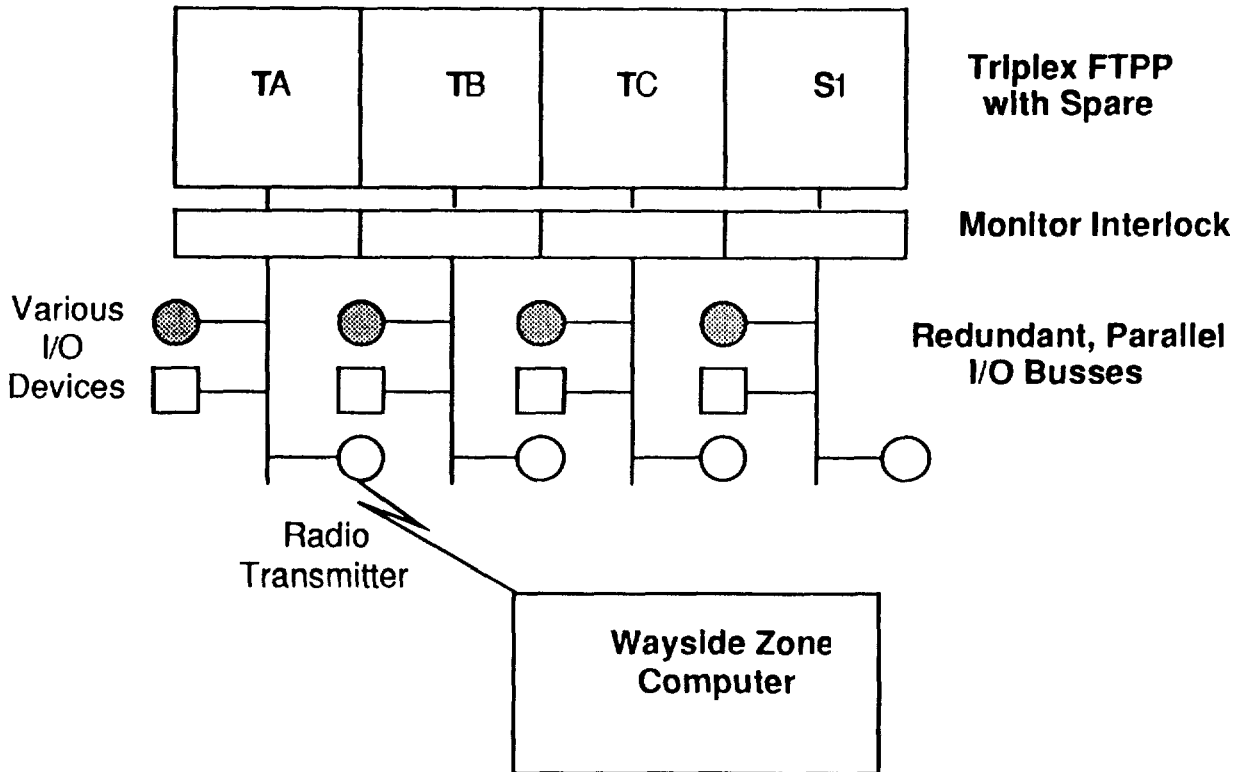 TA
TB
TC
S1
Triplex FTPP
with Spare
Monitor Interlock
Various
I/O
Devices
Redundant, Parallel
I/O Busses
Radio
Transmitter
Wayside Zone
Computer